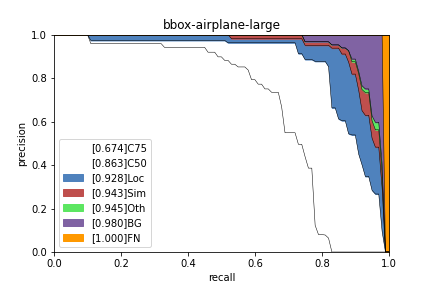 bbox-airplane-large
1.0
0.8
0.6
0.4
0.2
0.0
precision
[0.674]C75
[0.863]C50
[0.928]Loc
[0.943]Sim
[0.945]Oth
[0.980]BG
[1.000]FN
0.0 0.2 0.4 0.6 0.8 1.0
recall